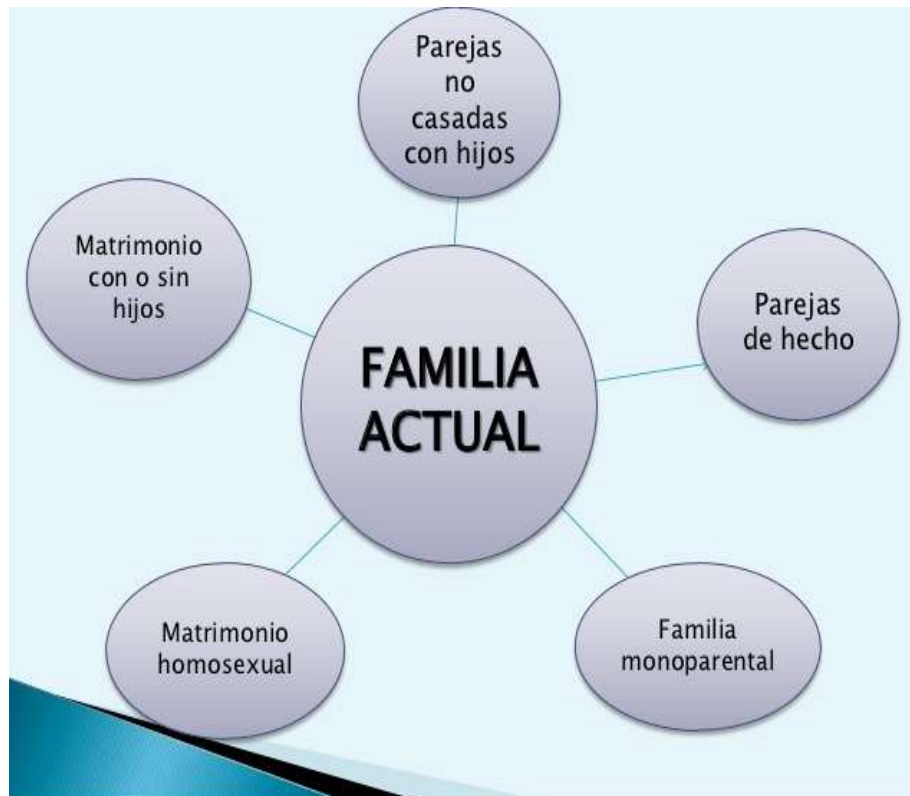 Parejas
no
casadas
con hijos
Matrimonio
con o sin
hijos
Parejas
de hecho
FAMILIA
ACTUAL
Matrimonio
homosexual
Familia
monoparental